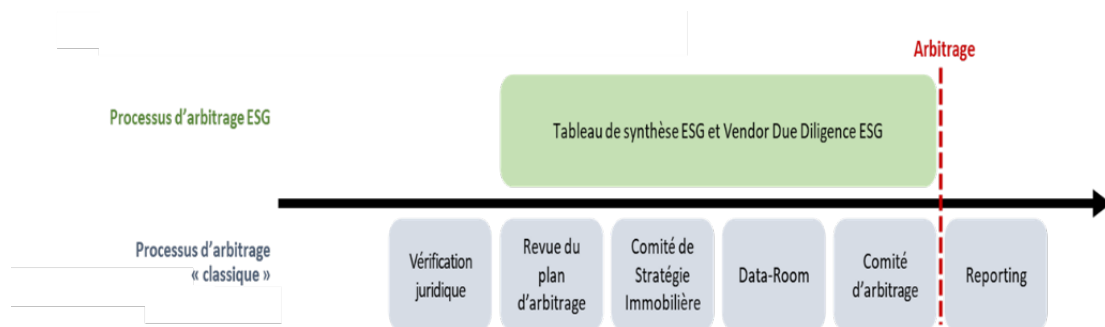 Arbitrage
Processus d'arbitrage ESG
Tableau de synthèse ESG et Vendor Due Diligence ESG
Processus d'arbitrage
« classique »
Vérification
juridique
Revue du
plan
d'arbitrage
Comité de
Stratégie
Immobilière
Data-Room
Comité
d'arbitrage
Reporting